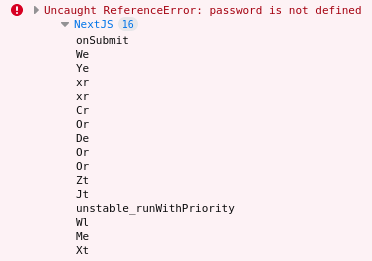 Uncaught ReferenceError: password is not defined
NextJS 16
onSubmit
We
Ye
xr
xr
Cr
Or
De
Or
Or
Zt
Jt
unstable_runWithPriority
Wl
Me
Xt